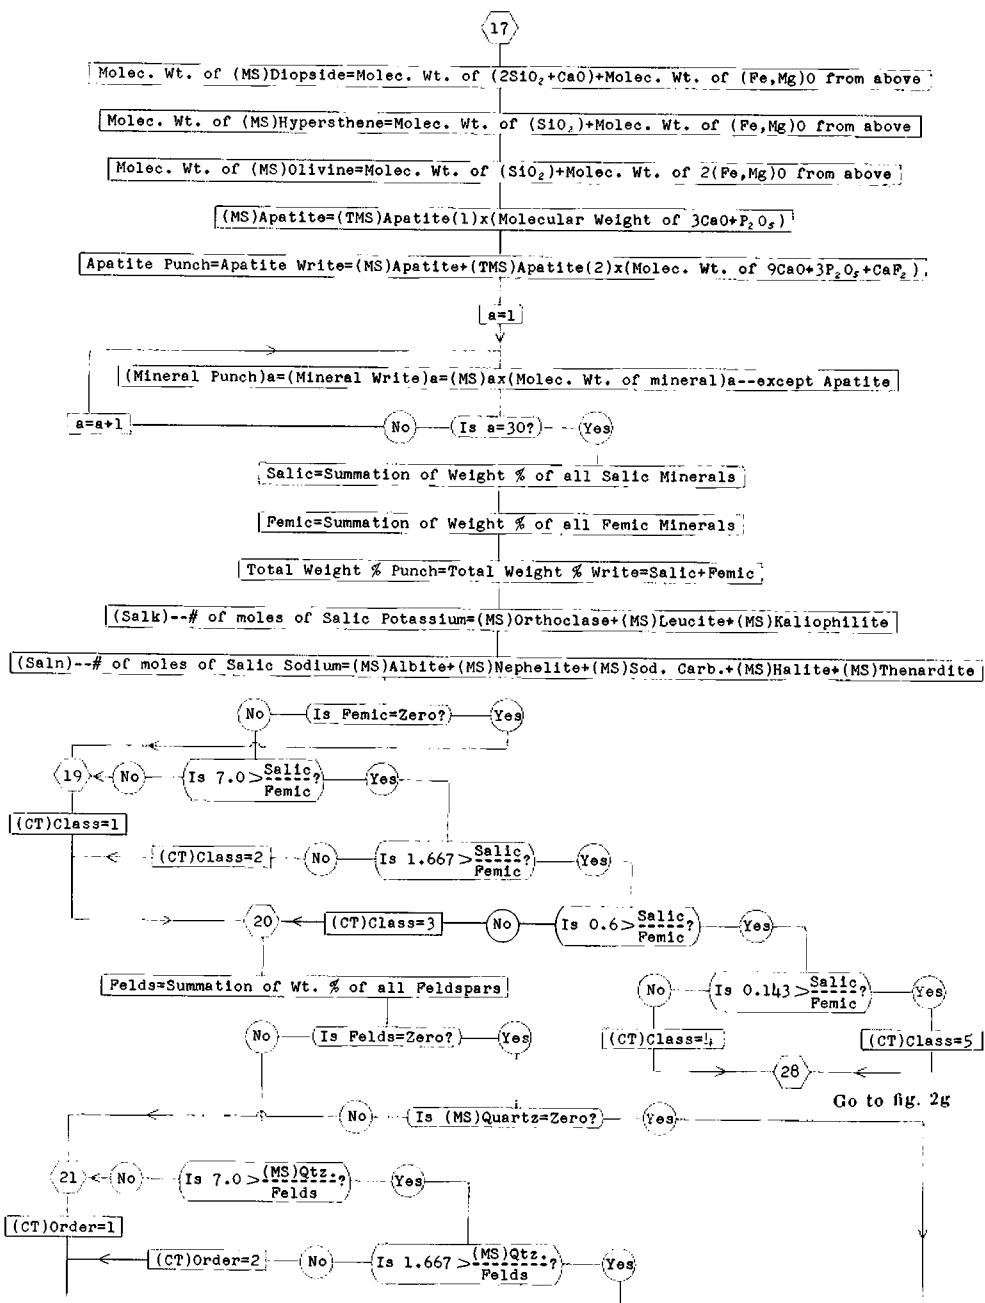 17
Molec. Wt. of (MS)Diopside=Molec. Wt. of (2SiO₂+CaO)+Molec. Wt. of (Fe,Mg)O from above
Molec. Wt. of (MS)Hypersthene=Molec. Wt. of (SiO₂)+Molec. Wt. of (Fe,Mg)O from above
Molec. Wt. of (MS)Olivine=Molec. Wt. of (SiO₂)+Molec. Wt. of 2(Fe,Mg)O from above
(MS)Apatite=(TMS)Apatite(1)x(Molecular Weight of 3CaO+P₂O₅)
Apatite Punch=Apatite Write=(MS)Apatite+(TMS)Apatite(2)x(Molec. Wt. of 9CaO+3P₂O₅+CaF₂)
a=1
(Mineral Punch)a=(Mineral Write)a=(MS)ax(Molec. Wt. of mineral)a--except Apatite
a=a+1 No (Is a=30?) Yes
Salic=Summation of Weight % of all Salic Minerals
Femic=Summation of Weight % of all Femic Minerals
Total Weight % Punch=Total Weight % Write=Salic+Femic
(Salk)--# of moles of Salic Potassium=(MS)Orthoclase+(MS)Leucite+(MS)Kaliophilite
(Saln)--# of moles of Salic Sodium=(MS)Albite+(MS)Nephelite+(MS)Sod. Carb.+(MS)Halite+(MS)Thenardite
No (Is Femic=Zero?) Yes
19 No (Is 7.0 > Salic/Femic?) Yes
(CT)Class=1
(CT)Class=2 No (Is 1.667 > Salic/Femic?) Yes
20 (CT)Class=3 No (Is 0.6 > Salic/Femic?) Yes
Felds=Summation of Wt. % of all Feldspars No (Is 0.143 > Salic/Femic?) Yes
No (Is Felds=Zero?) Yes (CT)Class=4 (CT)Class=5
28
Go to fig. 2g
No (Is (MS)Quartz=Zero?) Yes
21 No (Is 7.0 > (MS)Qtz./Felds?) Yes
(CT)Order=1
(CT)Order=2 No (Is 1.667 > (MS)Qtz./Felds?) Yes